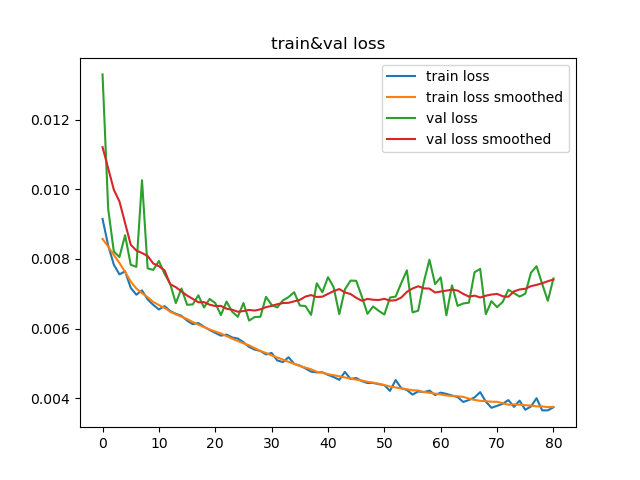 train&val loss
train loss
train loss smoothed
val loss
val loss smoothed
0.012
0.010
0.008
0.006
0.004
0 10 20 30 40 50 60 70 80